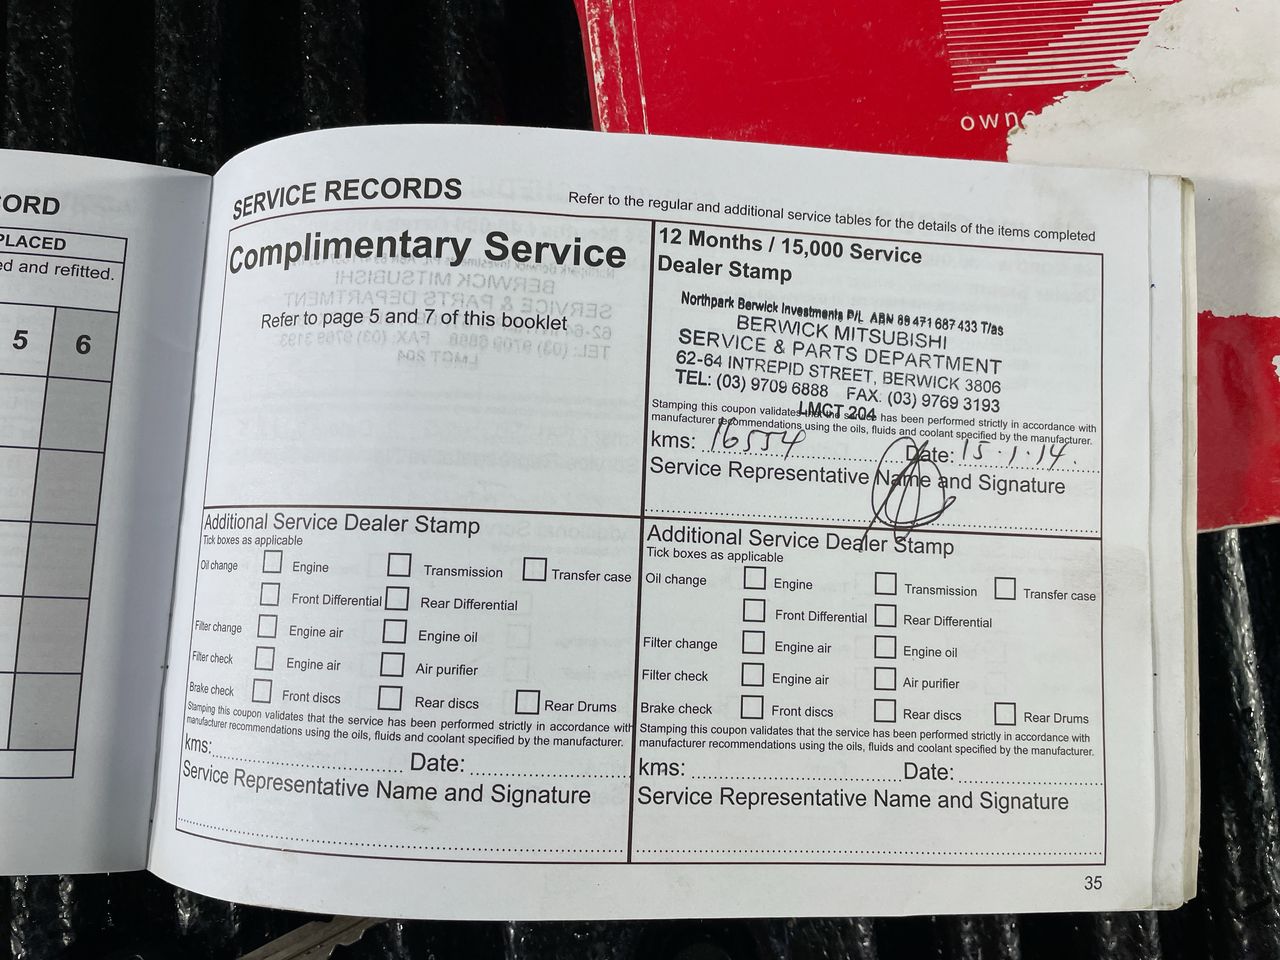 owne
ORD
PLACED
ed and refitted.
5 6
SERVICE RECORDS
Refer to the regular and additional service tables for the details of the items completed
Complimentary Service
Refer to page 5 and 7 of this booklet
12 Months / 15,000 Service
Dealer Stamp
Northpark Berwick Investments P/L ABN 89 471 687 433 T/as
BERWICK MITSUBISHI
SERVICE & PARTS DEPARTMENT
62-64 INTREPID STREET, BERWICK 3806
TEL: (03) 9709 6888 FAX: (03) 9769 3193
LMCT 204
Stamping this coupon validates that the service has been performed strictly in accordance with
manufacturer recommendations using the oils, fluids and coolant specified by the manufacturer.
kms: 16554 Date: 15.1.14.
Service Representative Name and Signature
Additional Service Dealer Stamp
Tick boxes as applicable
Oil change Engine Transmission Transfer case
Front Differential Rear Differential
Filter change Engine air Engine oil
Filter check Engine air Air purifier
Brake check Front discs Rear discs Rear Drums
Stamping this coupon validates that the service has been performed strictly in accordance with
manufacturer recommendations using the oils, fluids and coolant specified by the manufacturer.
kms: Date:
Service Representative Name and Signature
Additional Service Dealer Stamp
Tick boxes as applicable
Oil change Engine Transmission Transfer case
Front Differential Rear Differential
Filter change Engine air Engine oil
Filter check Engine air Air purifier
Brake check Front discs Rear discs Rear Drums
Stamping this coupon validates that the service has been performed strictly in accordance with
manufacturer recommendations using the oils, fluids and coolant specified by the manufacturer.
kms: Date:
Service Representative Name and Signature
35